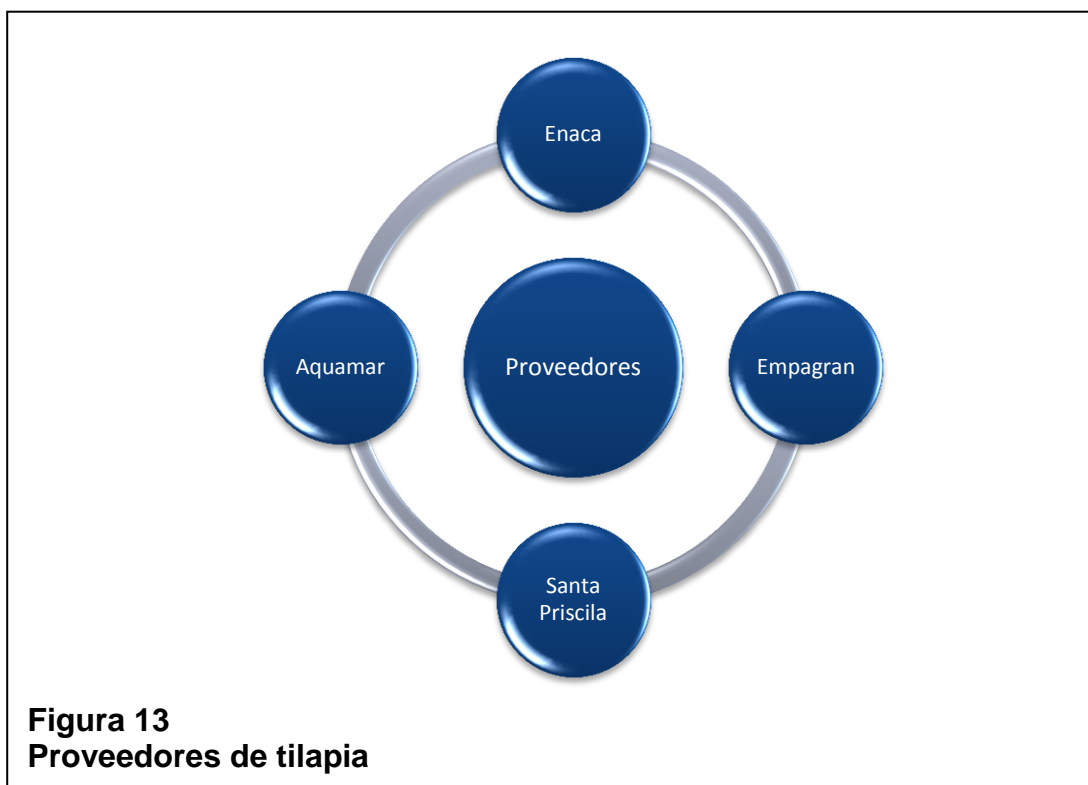 Enaca
Aquamar
Proveedores
Empagran
Santa
Priscila
Figura 13
Proveedores de tilapia